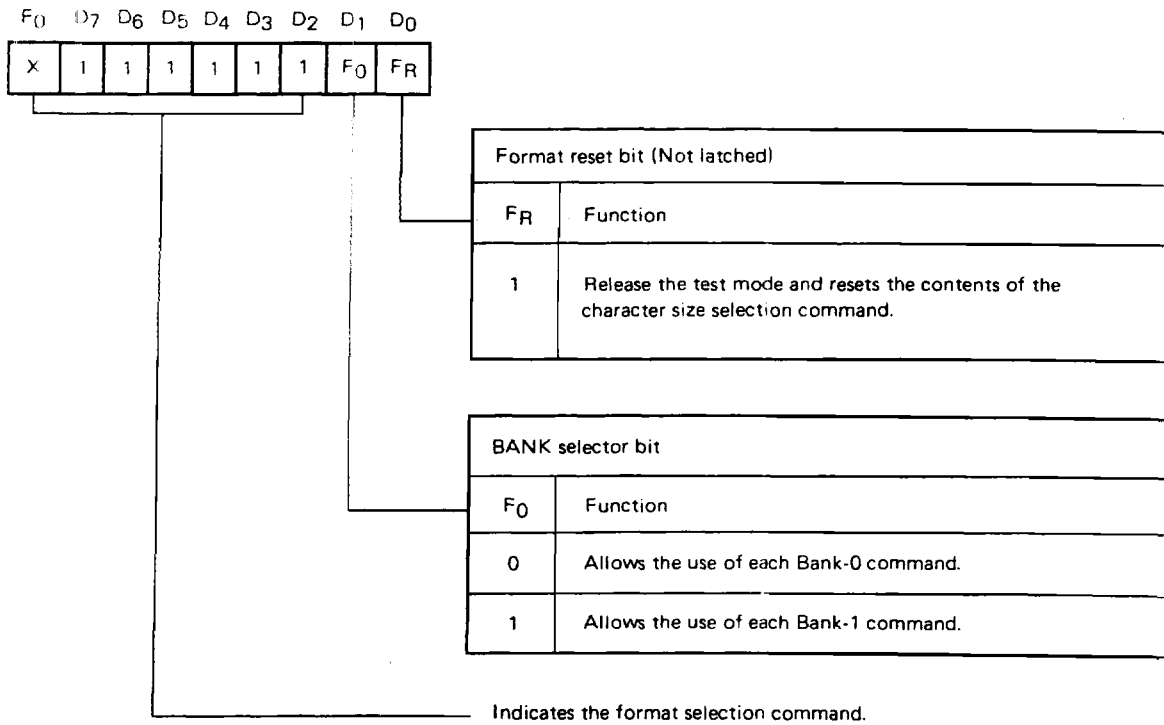 F0 D7 D6 D5 D4 D3 D2 D1 D0
X 1 1 1 1 1 1 F0 FR
Format reset bit (Not latched)
FR Function
1 Release the test mode and resets the contents of the
character size selection command.
BANK selector bit
F0 Function
0 Allows the use of each Bank-0 command.
1 Allows the use of each Bank-1 command.
Indicates the format selection command.